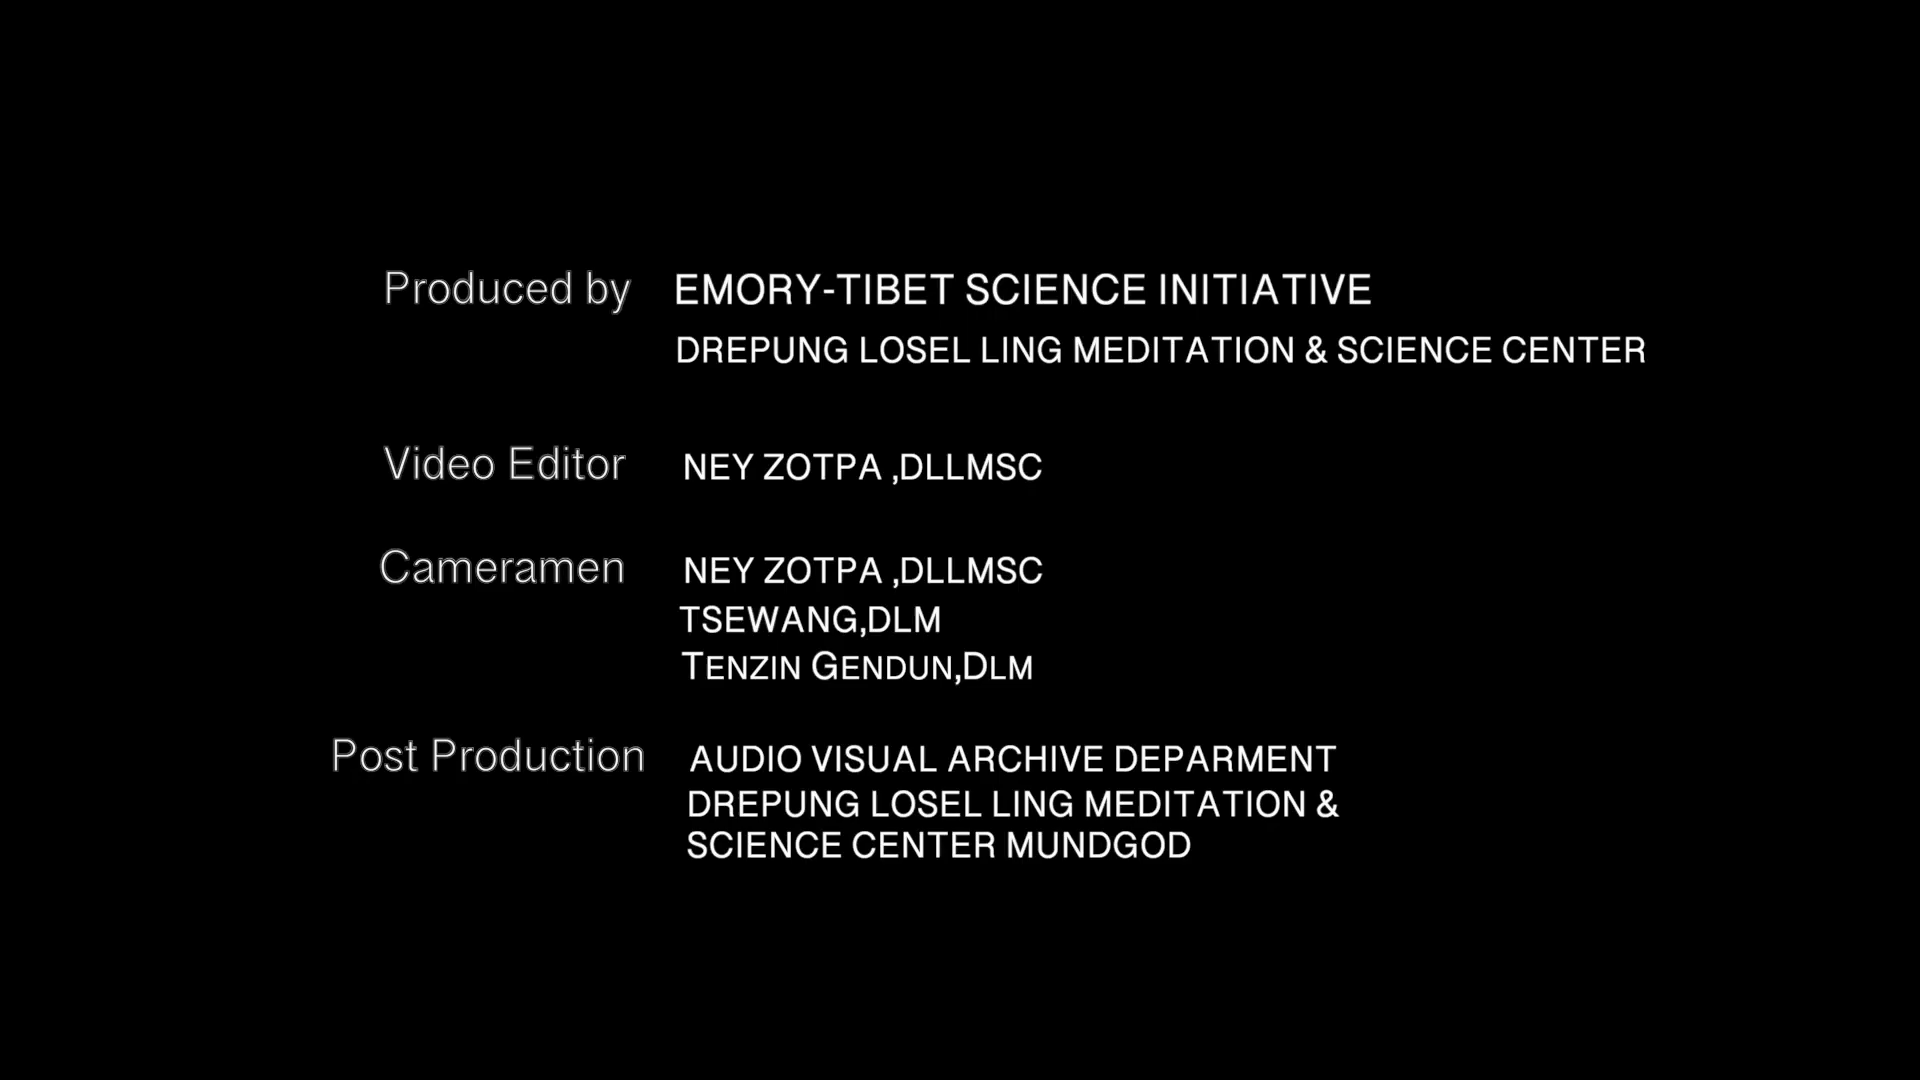 Produced by EMORY-TIBET SCIENCE INITIATIVE
DREPUNG LOSEL LING MEDITATION & SCIENCE CENTER
Video Editor NEY ZOTPA ,DLLMSC
Cameramen NEY ZOTPA ,DLLMSC
TSEWANG,DLM
TENZIN GENDUN,DLM
Post Production AUDIO VISUAL ARCHIVE DEPARMENT
DREPUNG LOSEL LING MEDITATION &
SCIENCE CENTER MUNDGOD